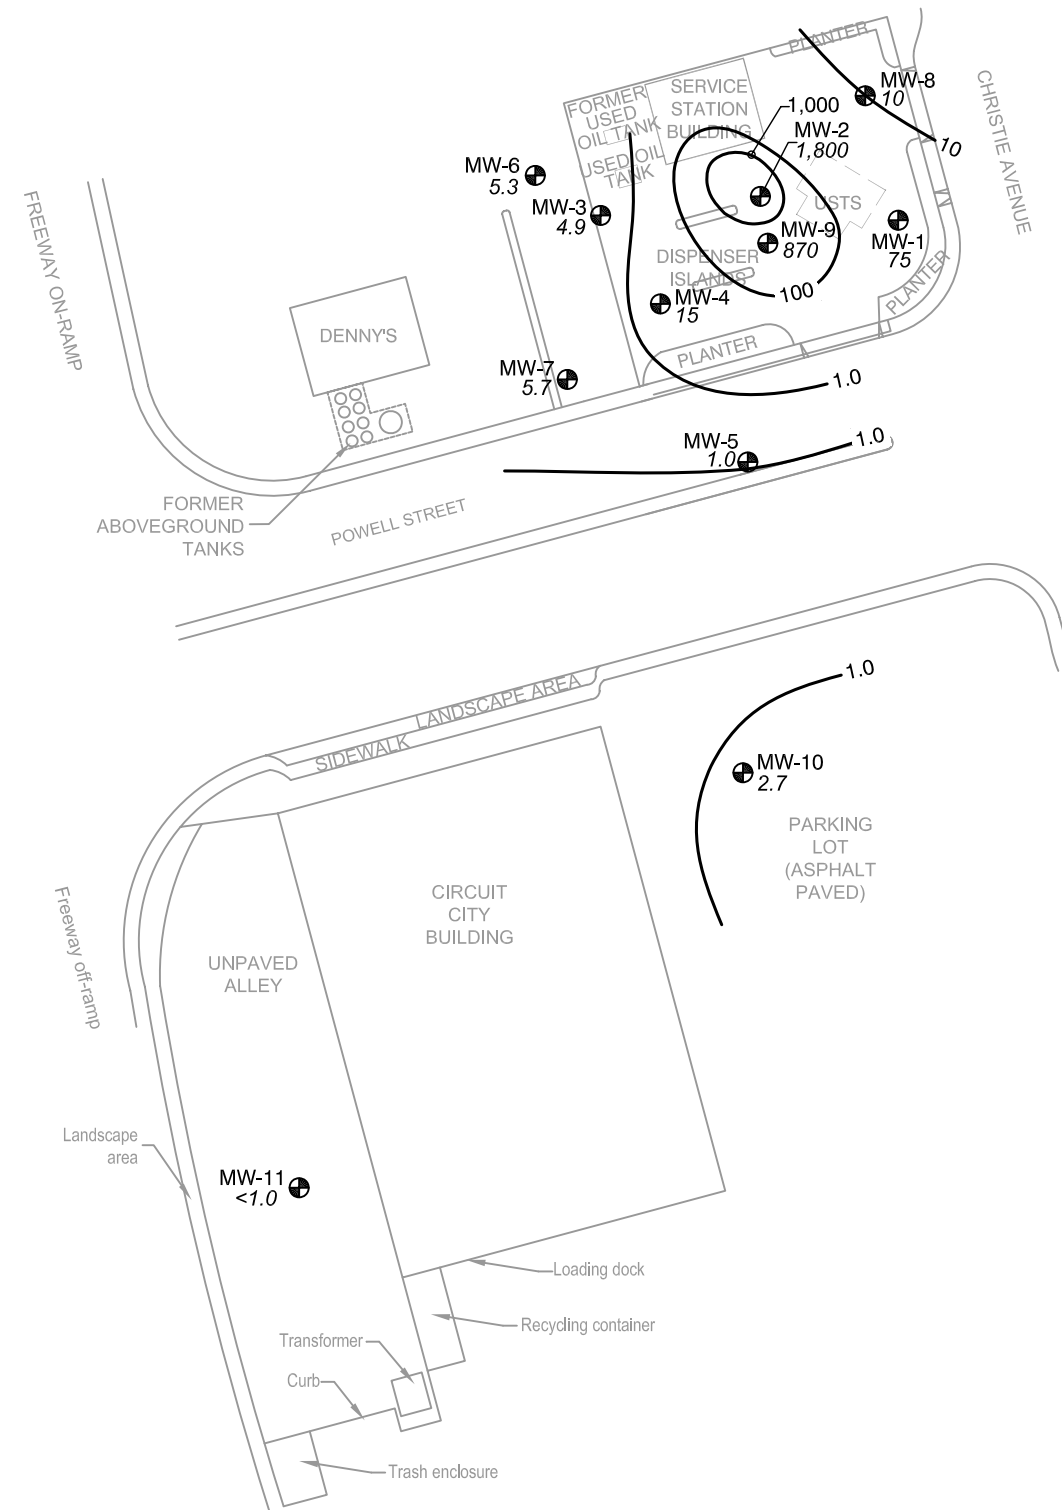 PLANTER
MW-8
10
CHRISTIE AVENUE
SERVICE
STATION
BUILDING
FORMER
USED
OIL TANK
USED OIL
TANK
1,000
MW-2
1,800
10
MW-6
5.3
MW-3
4.9
USTS
MW-1
75
MW-9
870
DISPENSER
ISLANDS
100
PLANTER
MW-4
15
FREEWAY ON-RAMP
DENNY'S
PLANTER
MW-7
5.7
1.0
MW-5
1.0
1.0
FORMER
ABOVEGROUND
TANKS
POWELL STREET
LANDSCAPE AREA
SIDEWALK
1.0
MW-10
2.7
PARKING
LOT
(ASPHALT
PAVED)
CIRCUIT
CITY
BUILDING
Freeway off-ramp
UNPAVED
ALLEY
Landscape
area
MW-11
<1.0
Loading dock
Recycling container
Transformer
Curb
Trash enclosure